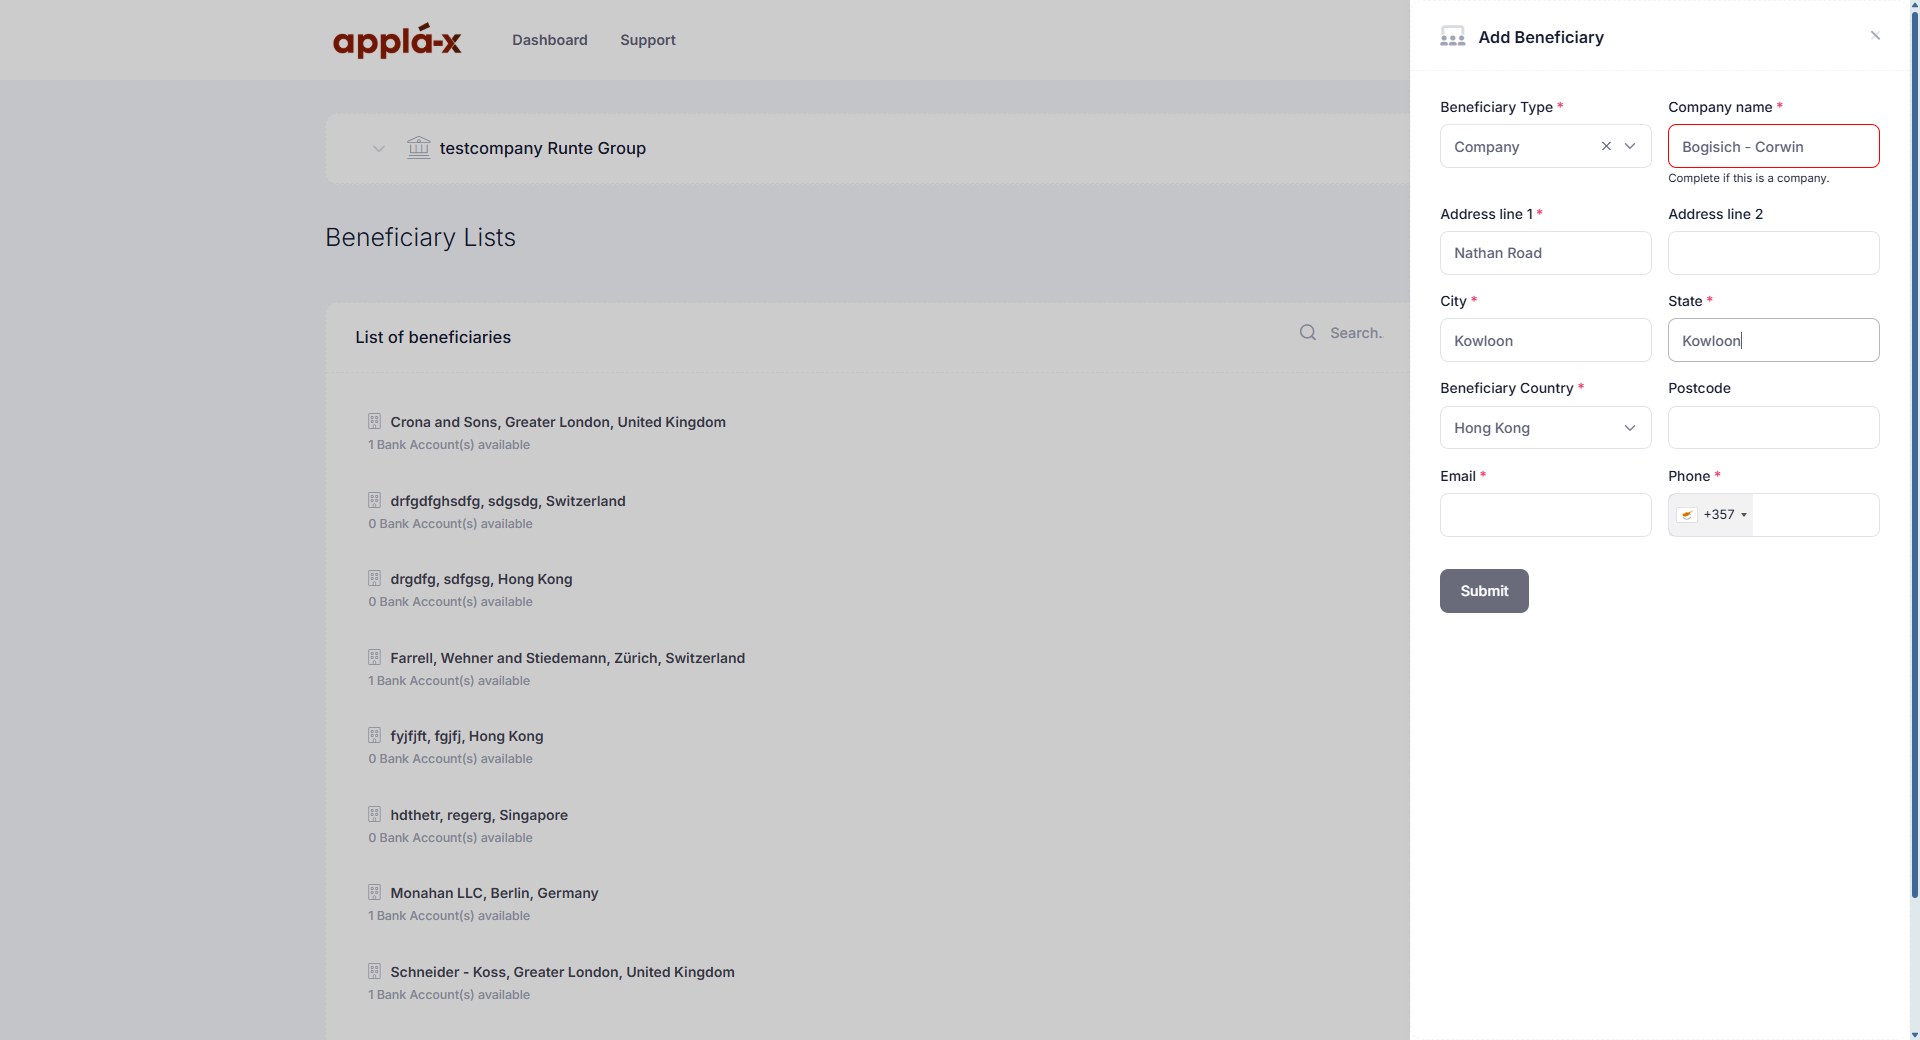 applá-x
Dashboard
Support
testcompany Runte Group
Beneficiary Lists
List of beneficiaries
Search..
Crona and Sons, Greater London, United Kingdom
1 Bank Account(s) available
drfgdfghsdfg, sdgsdg, Switzerland
0 Bank Account(s) available
drgdfg, sdfgsg, Hong Kong
0 Bank Account(s) available
Farrell, Wehner and Stiedemann, Zürich, Switzerland
1 Bank Account(s) available
fyjfjft, fgjfj, Hong Kong
0 Bank Account(s) available
hdthetr, regerg, Singapore
0 Bank Account(s) available
Monahan LLC, Berlin, Germany
1 Bank Account(s) available
Schneider - Koss, Greater London, United Kingdom
1 Bank Account(s) available
Add Beneficiary
Beneficiary Type *
Company
Company name *
Bogisich - Corwin
Complete if this is a company.
Address line 1 *
Nathan Road
Address line 2
City *
Kowloon
State *
Kowloon
Beneficiary Country *
Hong Kong
Postcode
Email *
Phone *
+357
Submit